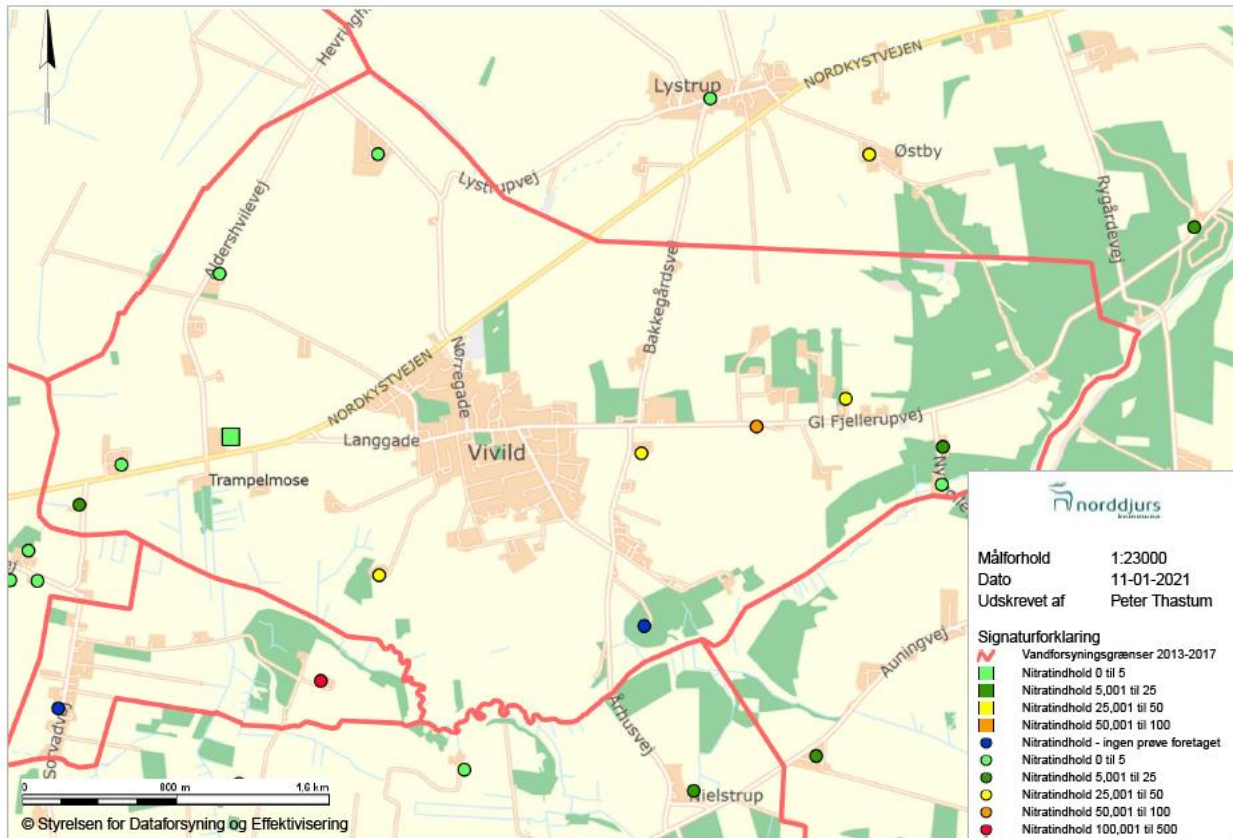 Hevringh
Lystrup
NORDKYSTVEJEN
Østby
Lystrupvej
Rygårdevej
Aldershvilevej
Bakkegårdsvej
NORDKYSTVEJEN
Nørregade
Gl Fjellerupvej
Langgade
Vivild
Trampelmose
Auningvej
Århusvej
Sorvadvej
Nielstrup
0 800 m 1,6 km
© Styrelsen for Dataforsyning og Effektivisering
norddjurs
kommune
Målforhold 1:23000
Dato 11-01-2021
Udskrevet af Peter Thastum
Signaturforklaring
Vandforsyningsgrænser 2013-2017
Nitratindhold 0 til 5
Nitratindhold 5,001 til 25
Nitratindhold 25,001 til 50
Nitratindhold 50,001 til 100
Nitratindhold - ingen prøve foretaget
Nitratindhold 0 til 5
Nitratindhold 5,001 til 25
Nitratindhold 25,001 til 50
Nitratindhold 50,001 til 100
Nitratindhold 100,001 til 500